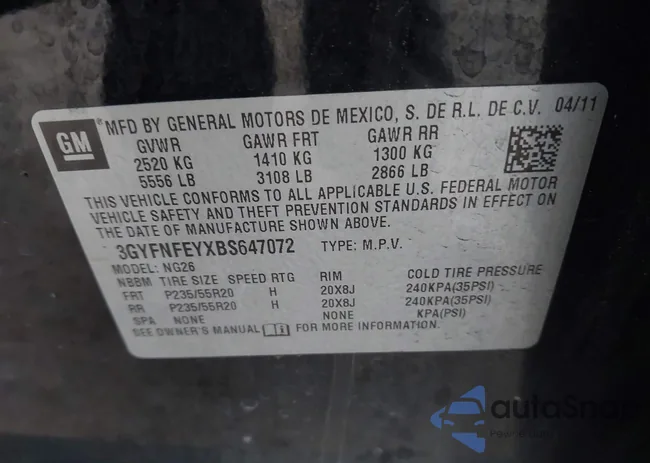 GM
*MFD BY GENERAL MOTORS DE MEXICO, S. DE R.L. DE C.V. 04/11
GVWR GAWR FRT GAWR RR
2520 KG 1410 KG 1300 KG
5556 LB 3108 LB 2866 LB
THIS VEHICLE CONFORMS TO ALL APPLICABLE U.S. FEDERAL MOTOR
VEHICLE SAFETY AND THEFT PREVENTION STANDARDS IN EFFECT ON
THE DATE OF MANUFACTURE SHOWN ABOVE.
3GYFNFEYXBS647072 TYPE: M.P.V.
MODEL: NG26
NBBM TIRE SIZE SPEED RTG RIM COLD TIRE PRESSURE
FRT P235/55R20 H 20X8J 240KPA(35PSI)
RR P235/55R20 H 20X8J 240KPA(35PSI)
SPA NONE NONE KPA(PSI)
SEE OWNER'S MANUAL FOR MORE INFORMATION.